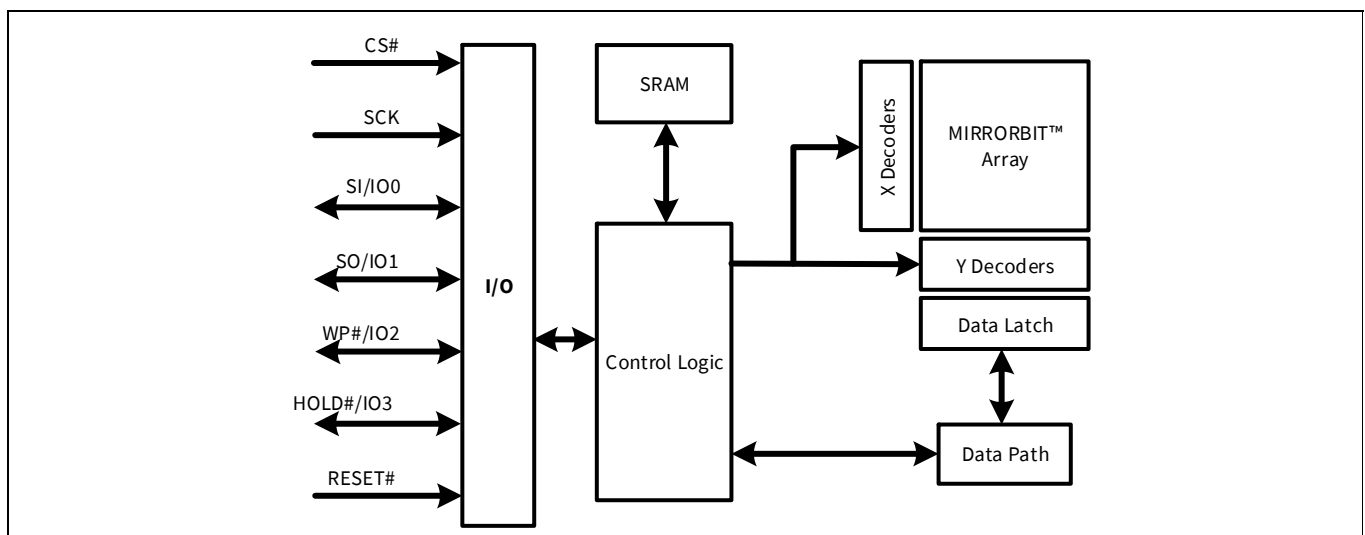 CS#
SCK
SI/IO0
SO/IO1
WP#/IO2
HOLD#/IO3
RESET#
I/O
SRAM
Control Logic
X Decoders
MIRRORBIT™
Array
Y Decoders
Data Latch
Data Path